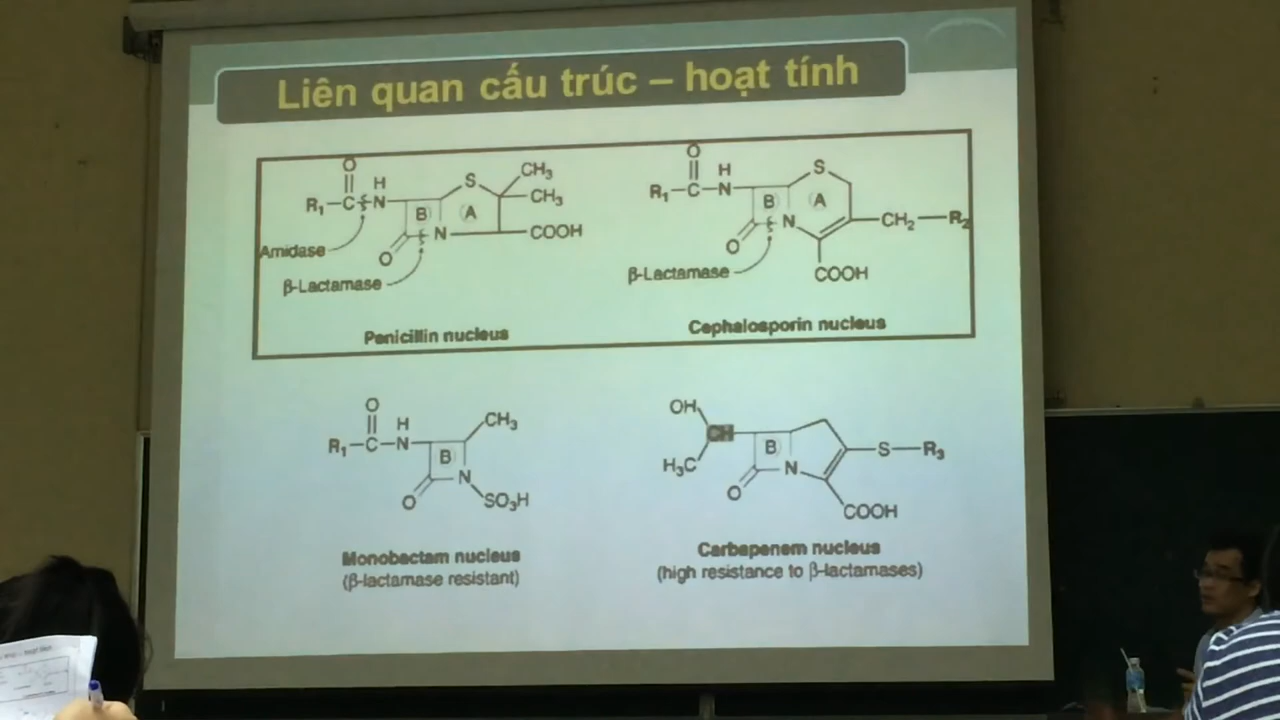 Liên quan cấu trúc – hoạt tính
O
H
R₁—C—N
S
CH₃
CH₃
B
A
N
COOH
O
Amidase
β-Lactamase
Penicillin nucleus
O
H
R₁—C—N
S
B
A
N
CH₂—R₂
O
COOH
β-Lactamase
Cephalosporin nucleus
O
H
R₁—C—N
CH₃
B
N
O
SO₃H
Monobactam nucleus
(β-lactamase resistant)
OH
CH
H₃C
B
N
S—R₃
O
COOH
Carbapenem nucleus
(high resistance to β-lactamases)